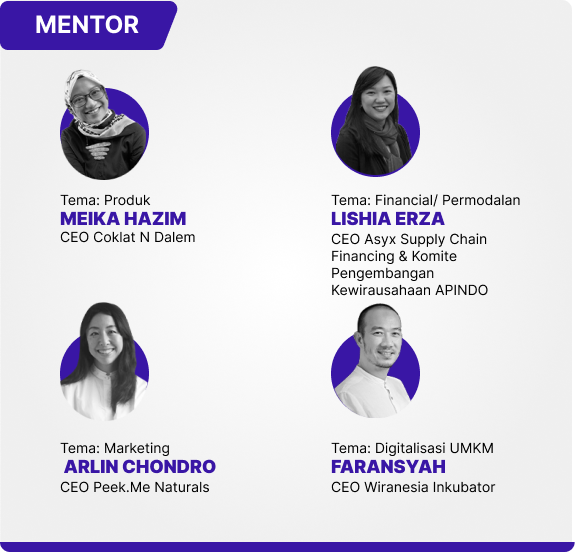 MENTOR
Tema: Produk
MEIKA HAZIM
CEO Coklat N Dalem
Tema: Financial/ Permodalan
LISHIA ERZA
CEO Asyx Supply Chain
Financing & Komite
Pengembangan
Kewirausahaan APINDO
Tema: Marketing
ARLIN CHONDRO
CEO Peek.Me Naturals
Tema: Digitalisasi UMKM
FARANSYAH
CEO Wiranesia Inkubator